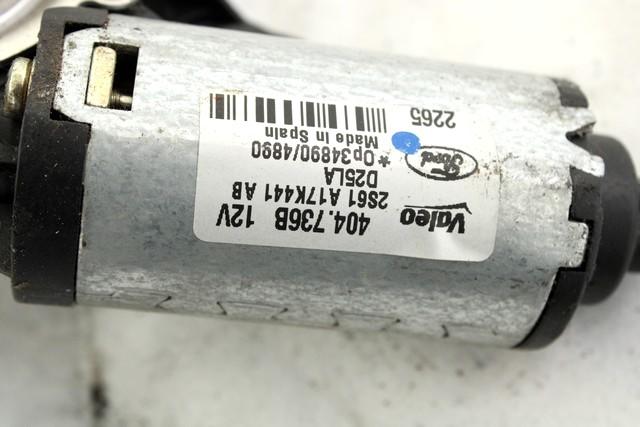 Valeo 404.736B 12V
2S61 A17K441 AB
D25LA
Ford *Op34890/4890
Made In Spain
2265